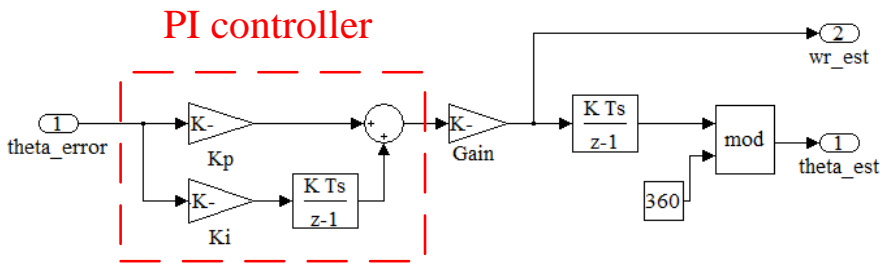 PI controller
1
theta_error
K-
Kp
K-
Ki
K Ts
z-1
+
+
K-
Gain
K Ts
z-1
360
mod
2
wr_est
1
theta_est